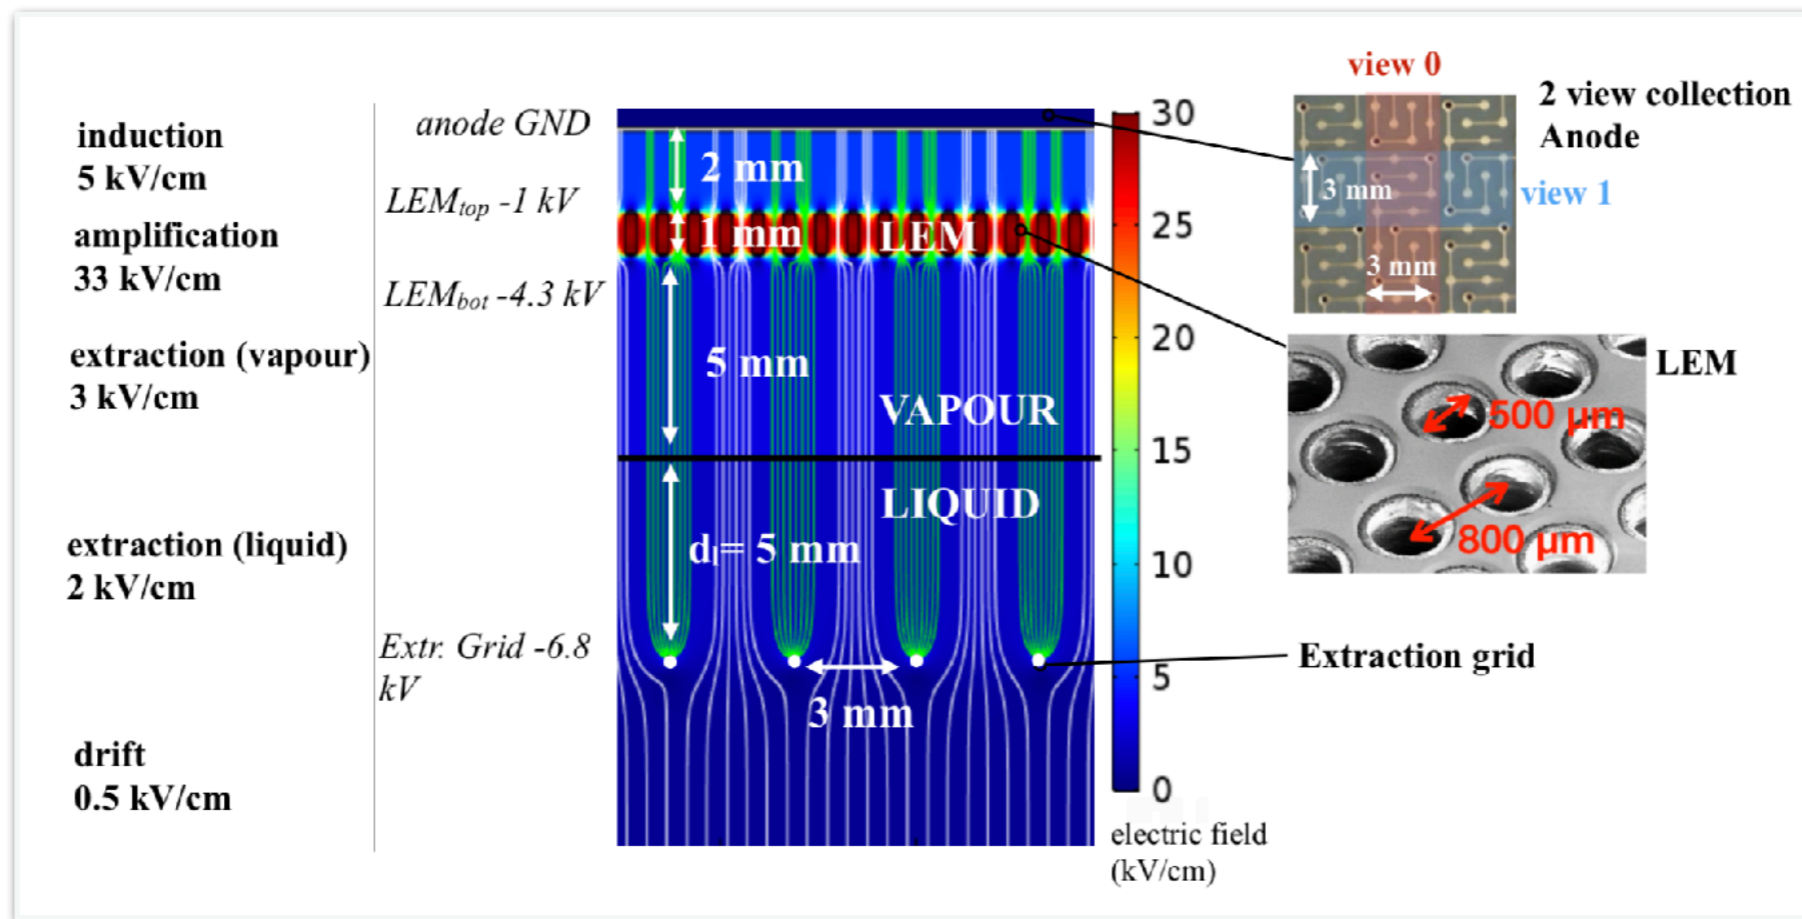 induction
5 kV/cm
amplification
33 kV/cm
extraction (vapour)
3 kV/cm
extraction (liquid)
2 kV/cm
drift
0.5 kV/cm
anode GND
LEMtop -1 kV
LEMbot -4.3 kV
Extr. Grid -6.8
kV
2 mm
1 mm
LEM
5 mm
VAPOUR
LIQUID
dl= 5 mm
3 mm
30
25
20
15
10
5
0
electric field
(kV/cm)
view 0
2 view collection
Anode
3 mm
view 1
3 mm
LEM
500 µm
800 µm
Extraction grid